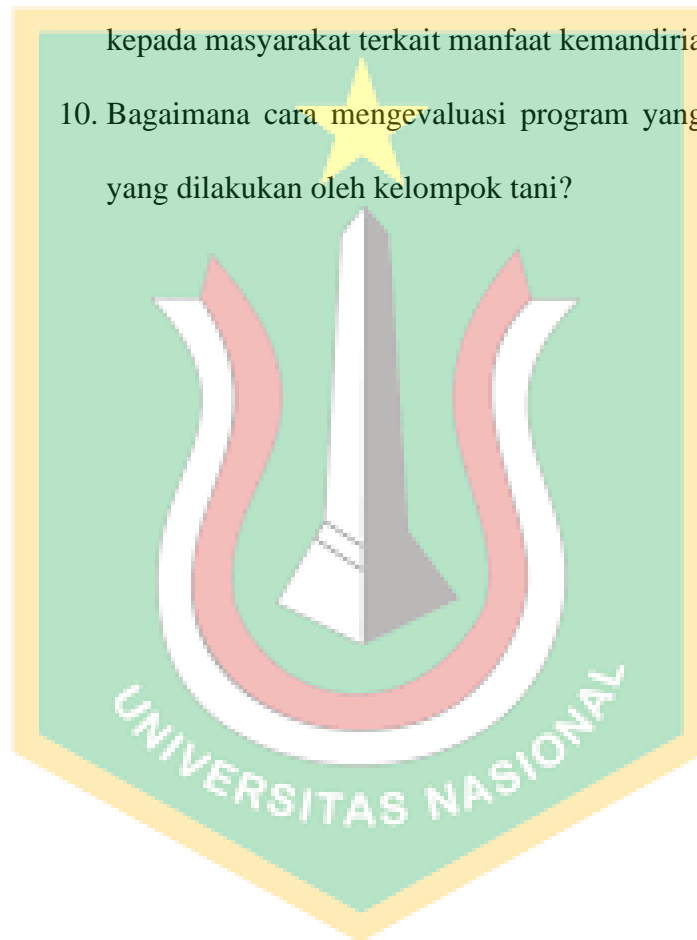 kepada masyarakat terkait manfaat kemandiria
10. Bagaimana cara mengevaluasi program yang
yang dilakukan oleh kelompok tani?
UNIVERSITAS NASIONAL